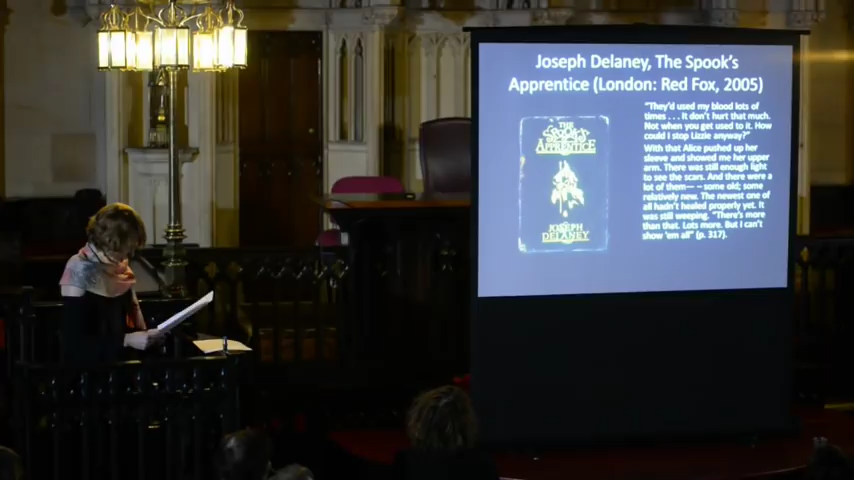 Joseph Delaney, The Spook's
Apprentice (London: Red Fox, 2005)
"They'd used my blood lots of
times . . . It don't hurt that much.
Not when you get used to it. How
could I stop Lizzie anyway?"
With that Alice pushed up her
sleeve and showed me her upper
arm. There was still enough light
to see the scars. And there were a
lot of them— – some old; some
relatively new. The newest one of
all hadn't healed properly yet. It
was still weeping. "There's more
than that. Lots more. But I can't
show 'em all" (p. 317).
THE
SPOOK'S
APPRENTICE
JOSEPH
DELANEY